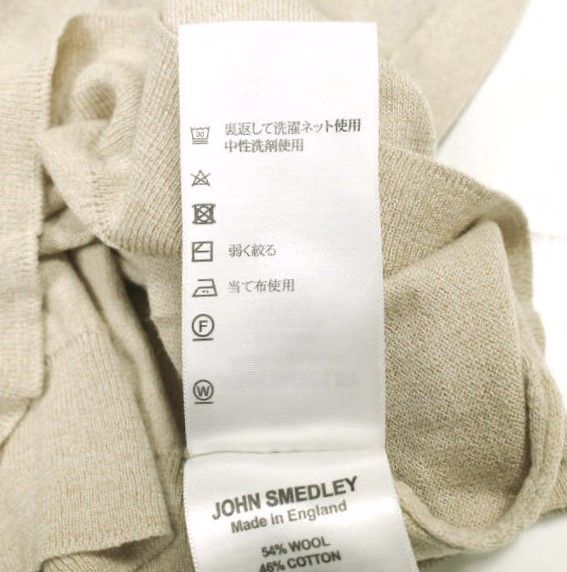 30
裏返して洗濯ネット使用
中性洗剤使用
弱く絞る
当て布使用
F
W
JOHN SMEDLEY
Made in England
54% WOOL
46% COTTON